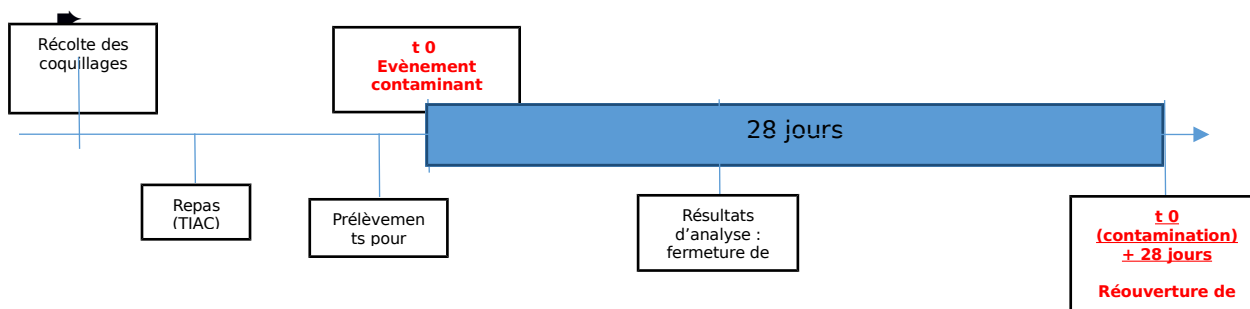 Récolte des
coquillages
t 0
Evènement
contaminant
28 jours
Repas
(TIAC)
Prélèvemen
ts pour
Résultats
d’analyse :
fermeture de
t 0
(contamination)
+ 28 jours
Réouverture de